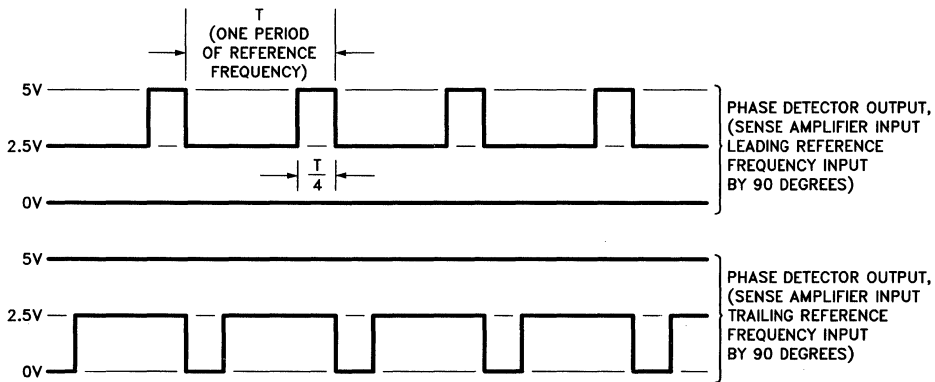 T
(ONE PERIOD
OF REFERENCE
FREQUENCY)
5V
2.5V
T
4
0V
PHASE DETECTOR OUTPUT,
(SENSE AMPLIFIER INPUT
LEADING REFERENCE
FREQUENCY INPUT
BY 90 DEGREES)
5V
2.5V
0V
PHASE DETECTOR OUTPUT,
(SENSE AMPLIFIER INPUT
TRAILING REFERENCE
FREQUENCY INPUT
BY 90 DEGREES)